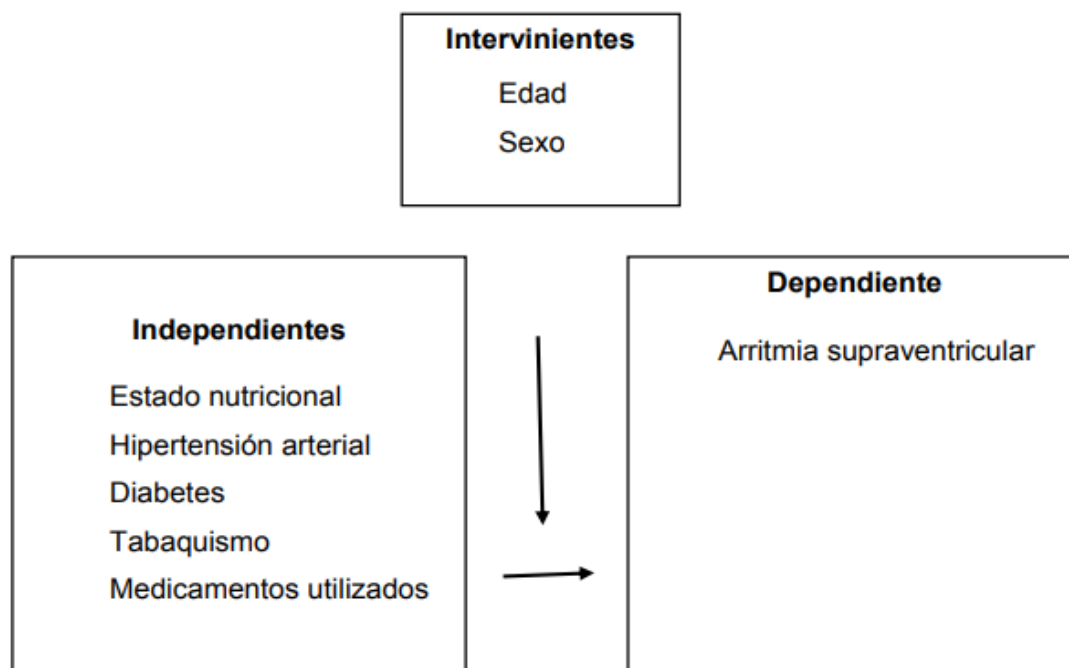 Intervinientes
Edad
Sexo
Independientes
Estado nutricional
Hipertensión arterial
Diabetes
Tabaquismo
Medicamentos utilizados
Dependiente
Arritmia supraventricular